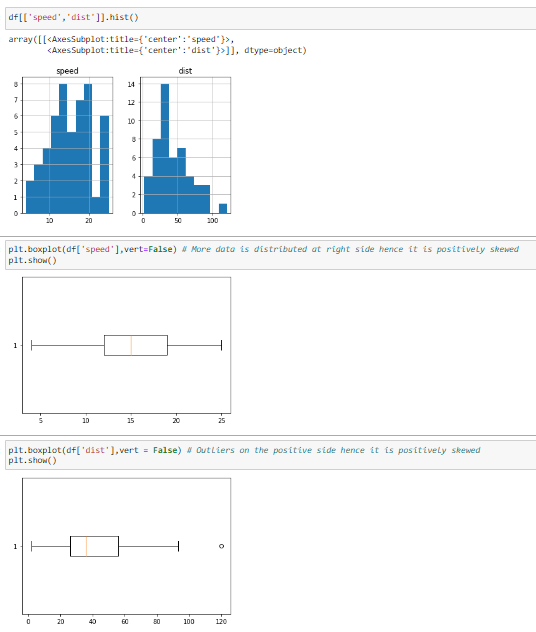 df[['speed','dist']].hist()
array([[<AxesSubplot:title={'center':'speed'}>,
<AxesSubplot:title={'center':'dist'}>]], dtype=object)
speed dist
8 14
7 12
6 10
5 8
4 6
3 4
2 2
1
0 0
10 20 0 50 100
plt.boxplot(df['speed'],vert=False) # More data is distributed at right side hence it is positively skewed
plt.show()
1
5 10 15 20 25
plt.boxplot(df['dist'],vert = False) # Outliers on the positive side hence it is positively skewed
plt.show()
1
0 20 40 60 80 100 120